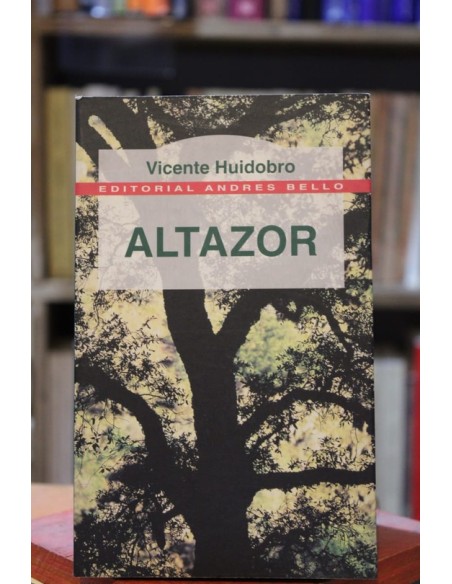 Vicente Huidobro
EDITORIAL ANDRES BELLO
ALTAZOR